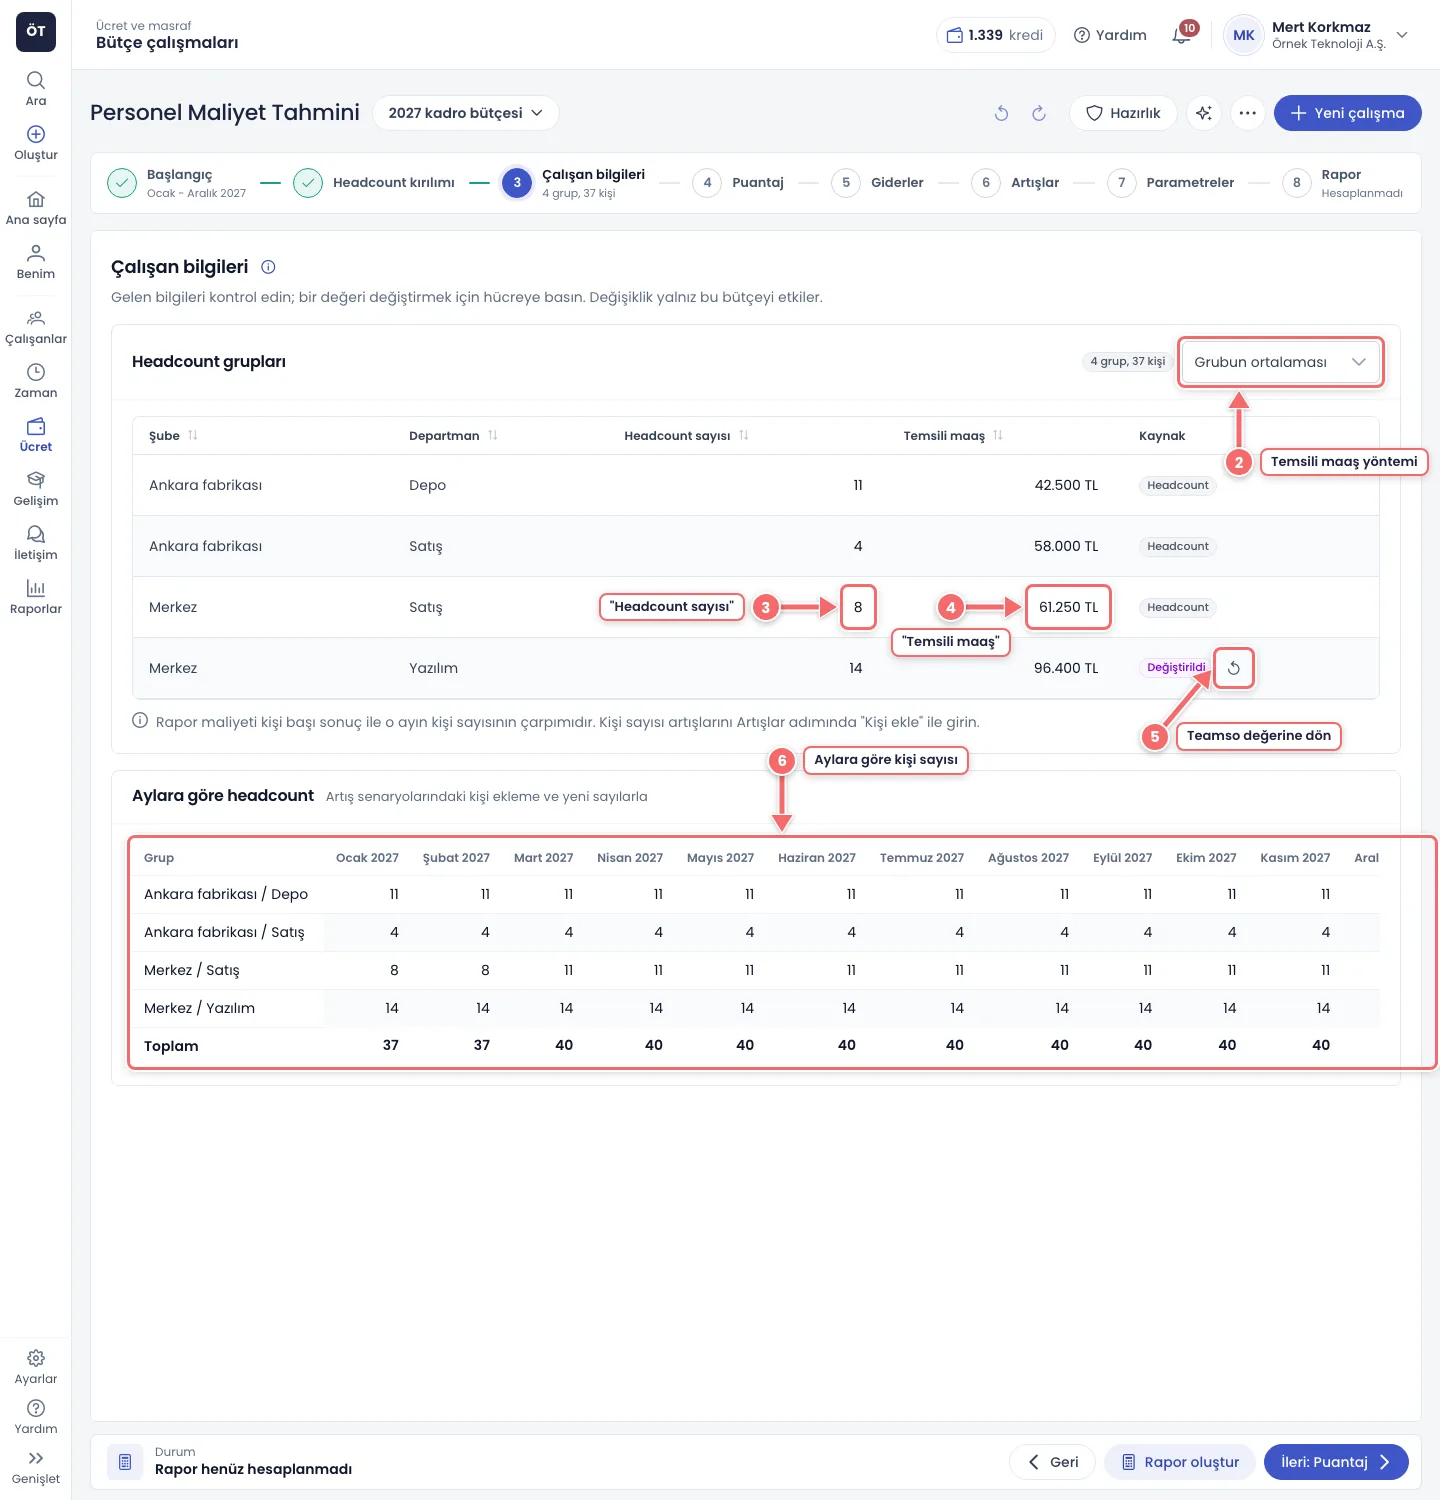 ÖT
Ara
Oluştur
Ana sayfa
Benim
Çalışanlar
Zaman
Ücret
Gelişim
İletişim
Raporlar
Ayarlar
Yardım
Genişlet
Ücret ve masraf
Bütçe çalışmaları
1.339 kredi
Yardım
10
MK
Mert Korkmaz
Örnek Teknoloji A.Ş.
Personel Maliyet Tahmini
2027 kadro bütçesi
Hazırlık
Yeni çalışma
Başlangıç
Ocak - Aralık 2027
Headcount kırılımı
3
Çalışan bilgileri
4 grup, 37 kişi
4 Puantaj
5 Giderler
6 Artışlar
7 Parametreler
8
Rapor
Hesaplanmadı
Çalışan bilgileri
Gelen bilgileri kontrol edin; bir değeri değiştirmek için hücreye basın. Değişiklik yalnız bu bütçeyi etkiler.
Headcount grupları
4 grup, 37 kişi
Grubun ortalaması
2 Temsili maaş yöntemi
Şube Departman Headcount sayısı Temsili maaş Kaynak
Ankara fabrikası Depo 11 42.500 TL Headcount
Ankara fabrikası Satış 4 58.000 TL Headcount
Merkez Satış "Headcount sayısı" 3 8 4 61.250 TL Headcount
"Temsili maaş"
Merkez Yazılım 14 96.400 TL Değiştirildi
Rapor maliyeti kişi başı sonuç ile o ayın kişi sayısının çarpımıdır. Kişi sayısı artışlarını Artışlar adımında "Kişi ekle" ile girin.
5 Teamso değerine dön
6 Aylara göre kişi sayısı
Aylara göre headcount Artış senaryolarındaki kişi ekleme ve yeni sayılarla
Grup Ocak 2027 Şubat 2027 Mart 2027 Nisan 2027 Mayıs 2027 Haziran 2027 Temmuz 2027 Ağustos 2027 Eylül 2027 Ekim 2027 Kasım 2027 Aral
Ankara fabrikası / Depo 11 11 11 11 11 11 11 11 11 11 11
Ankara fabrikası / Satış 4 4 4 4 4 4 4 4 4 4 4
Merkez / Satış 8 8 11 11 11 11 11 11 11 11 11
Merkez / Yazılım 14 14 14 14 14 14 14 14 14 14 14
Toplam 37 37 40 40 40 40 40 40 40 40 40
Durum
Rapor henüz hesaplanmadı
Geri
Rapor oluştur
İleri: Puantaj